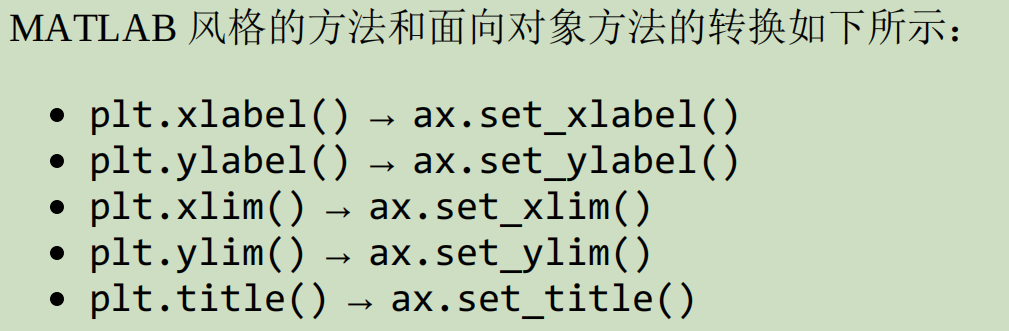 MATLAB 风格的方法和面向对象方法的转换如下所示：
• plt.xlabel() → ax.set_xlabel()
• plt.ylabel() → ax.set_ylabel()
• plt.xlim() → ax.set_xlim()
• plt.ylim() → ax.set_ylim()
• plt.title() → ax.set_title()